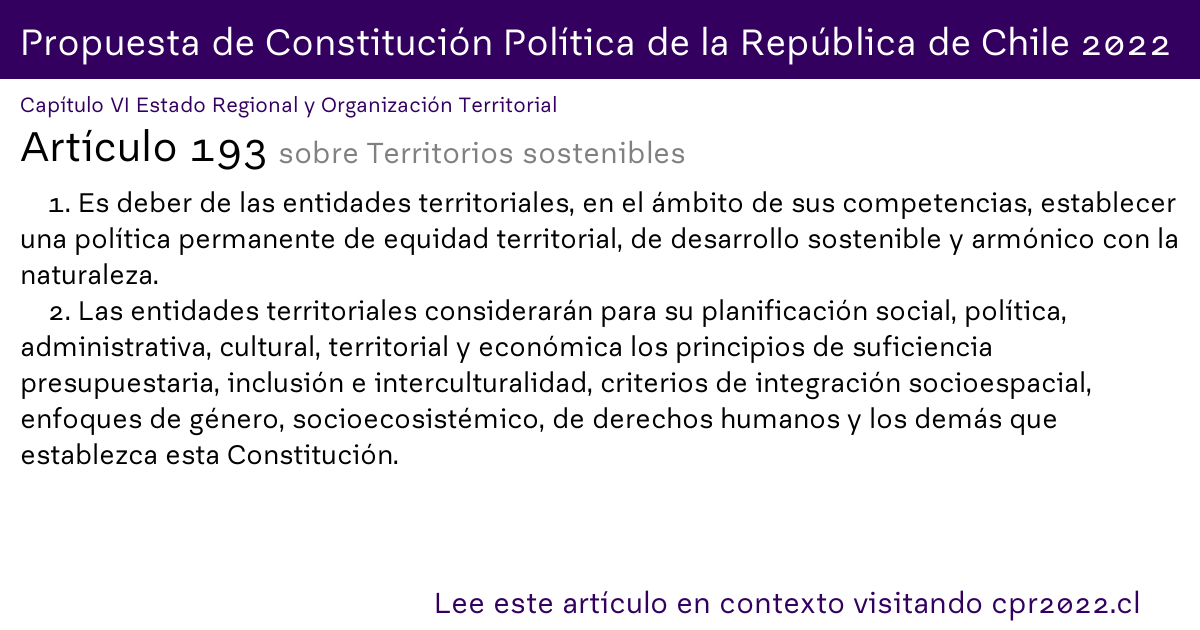 Propuesta de Constitución Política de la República de Chile 2022
Capítulo VI Estado Regional y Organización Territorial
Artículo 193 sobre Territorios sostenibles
1. Es deber de las entidades territoriales, en el ámbito de sus competencias, establecer
una política permanente de equidad territorial, de desarrollo sostenible y armónico con la
naturaleza.
2. Las entidades territoriales considerarán para su planificación social, política,
administrativa, cultural, territorial y económica los principios de suficiencia
presupuestaria, inclusión e interculturalidad, criterios de integración socioespacial,
enfoques de género, socioecosistémico, de derechos humanos y los demás que
establezca esta Constitución.
Lee este artículo en contexto visitando cpr2022.cl